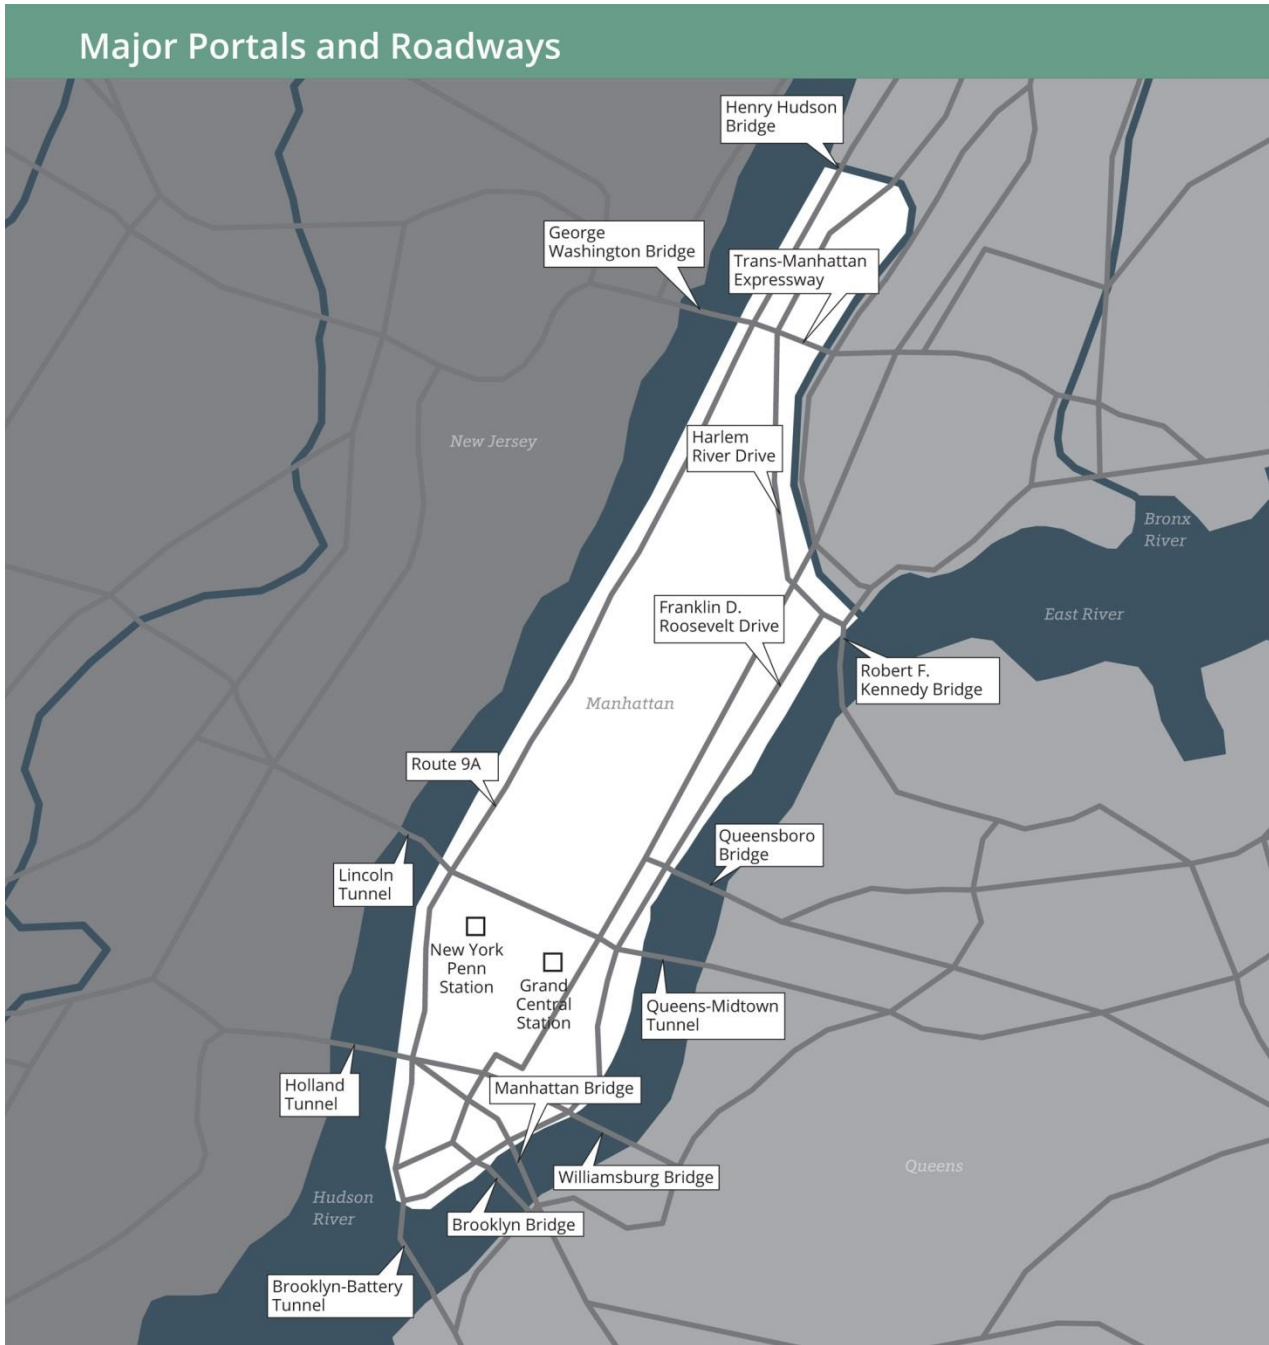 Major Portals and Roadways
Henry Hudson
Bridge
George
Washington Bridge
Trans-Manhattan
Expressway
Harlem
River Drive
New Jersey
Bronx
River
East River
Franklin D.
Roosevelt Drive
Robert F.
Kennedy Bridge
Manhattan
Route 9A
Queensboro
Bridge
Lincoln
Tunnel
New York
Penn
Station
Grand
Central
Station
Queens-Midtown
Tunnel
Holland
Tunnel
Manhattan Bridge
Williamsburg Bridge
Queens
Hudson
River
Brooklyn Bridge
Brooklyn-Battery
Tunnel